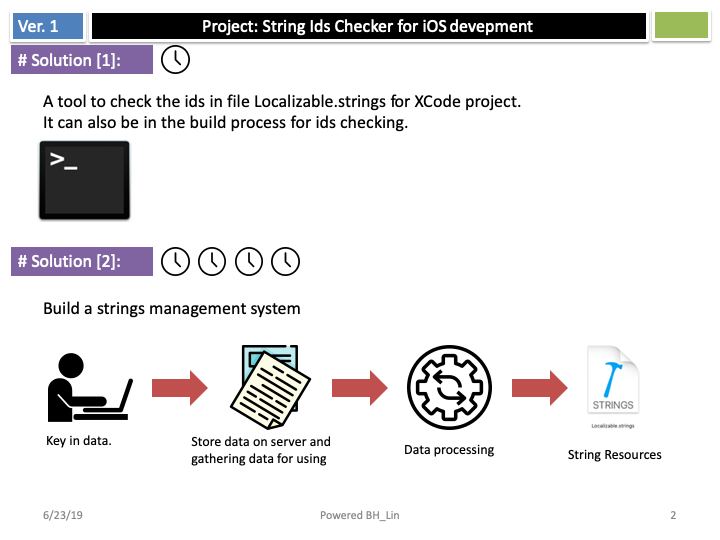 Ver. 1
Project: String Ids Checker for iOS devepment
# Solution [1]:
A tool to check the ids in file Localizable.strings for XCode project.
It can also be in the build process for ids checking.
>_
# Solution [2]:
Build a strings management system
STRINGS
Localizable.strings
Key in data.
Store data on server and
gathering data for using
Data processing
String Resources
6/23/19
Powered BH_Lin
2